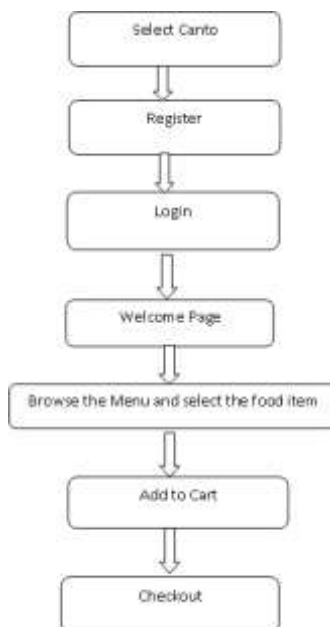 Select Canto
Register
Login
Welcome Page
Browse the Menu and select the food item
Add to Cart
Checkout